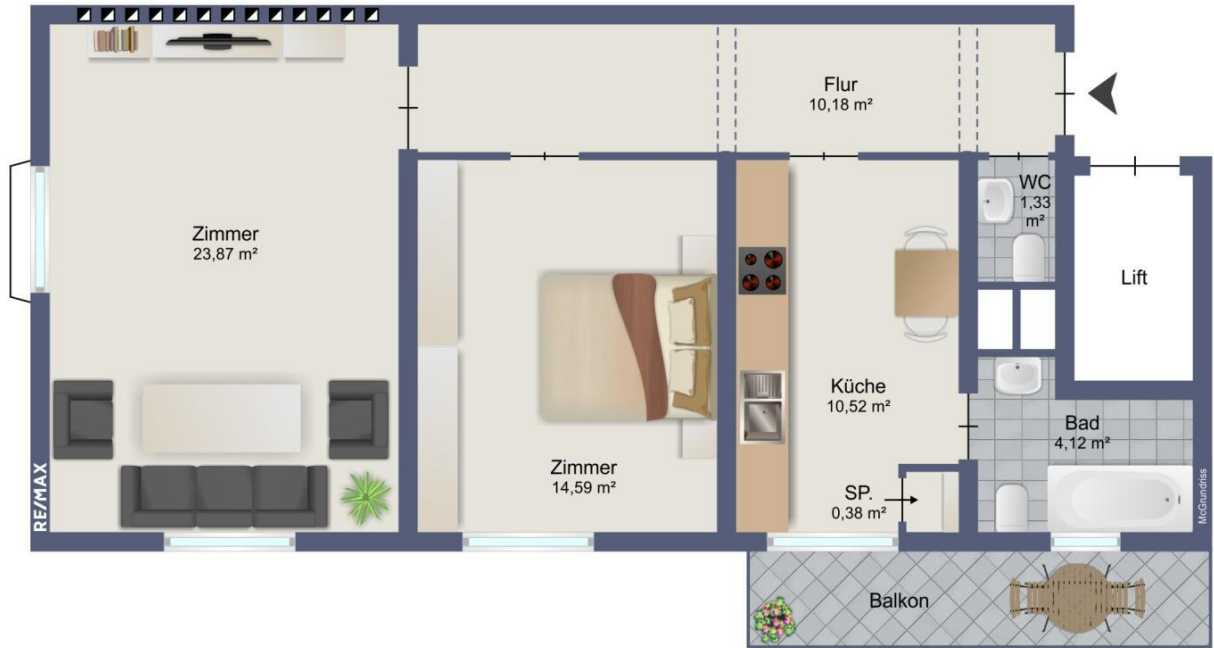 Flur
10,18 m²
WC
1,33
m²
Zimmer
23,87 m²
Lift
Küche
10,52 m²
Bad
4,12 m²
Zimmer
14,59 m²
SP.
0,38 m²
RE/MAX
McGrundriss
Balkon